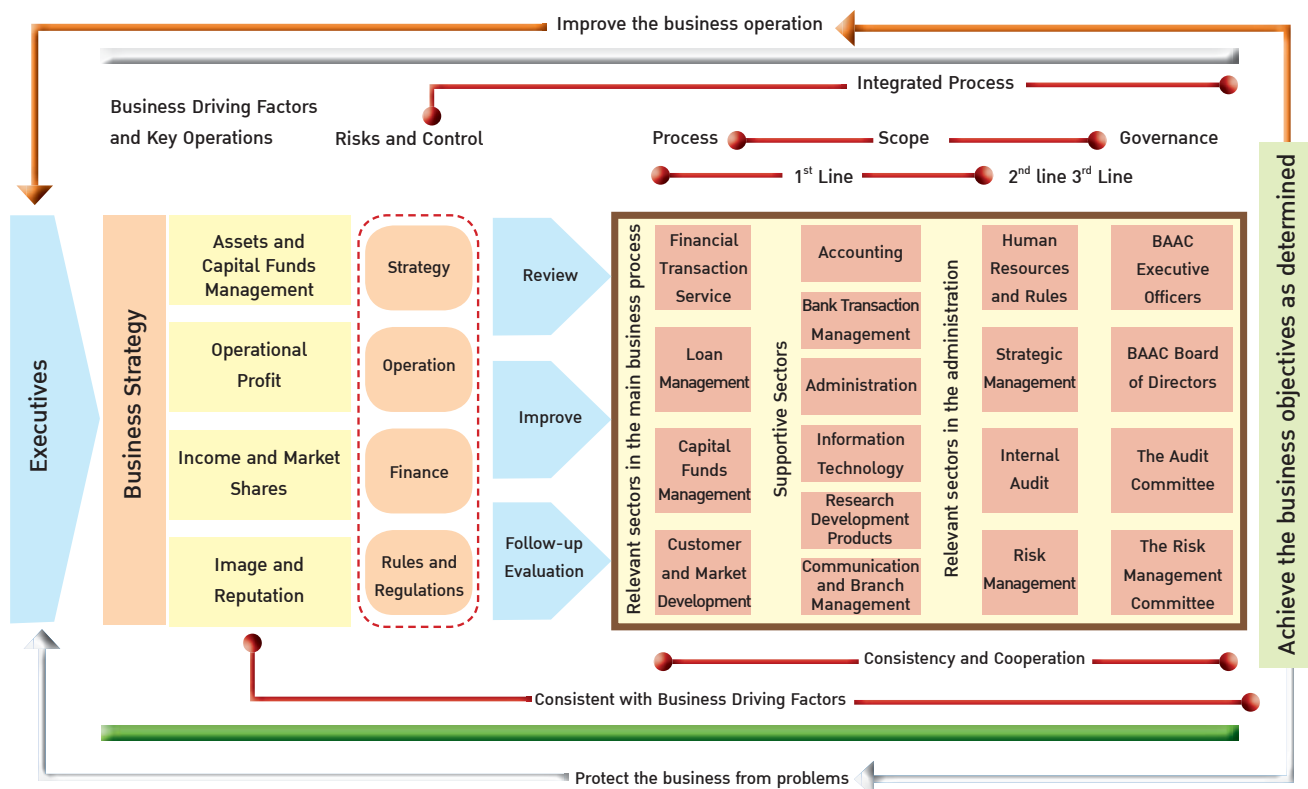 Improve the business operation
Integrated Process
Business Driving Factors
and Key Operations
Risks and Control
Process
Scope
Governance
1st Line
2nd line 3rd Line
Executives
Business Strategy
Assets and
Capital Funds
Management
Operational
Profit
Income and Market
Shares
Image and
Reputation
Strategy
Operation
Finance
Rules and
Regulations
Review
Improve
Follow-up
Evaluation
Relevant sectors in the main business process
Financial
Transaction
Service
Loan
Management
Capital
Funds
Management
Customer
and Market
Development
Supportive Sectors
Accounting
Bank Transaction
Management
Administration
Information
Technology
Research
Development
Products
Communication
and Branch
Management
Relevant sectors in the administration
Human
Resources
and Rules
Strategic
Management
Internal
Audit
Risk
Management
BAAC
Executive
Officers
BAAC Board
of Directors
The Audit
Committee
The Risk
Management
Committee
Achieve the business objectives as determined
Consistency and Cooperation
Consistent with Business Driving Factors
Protect the business from problems